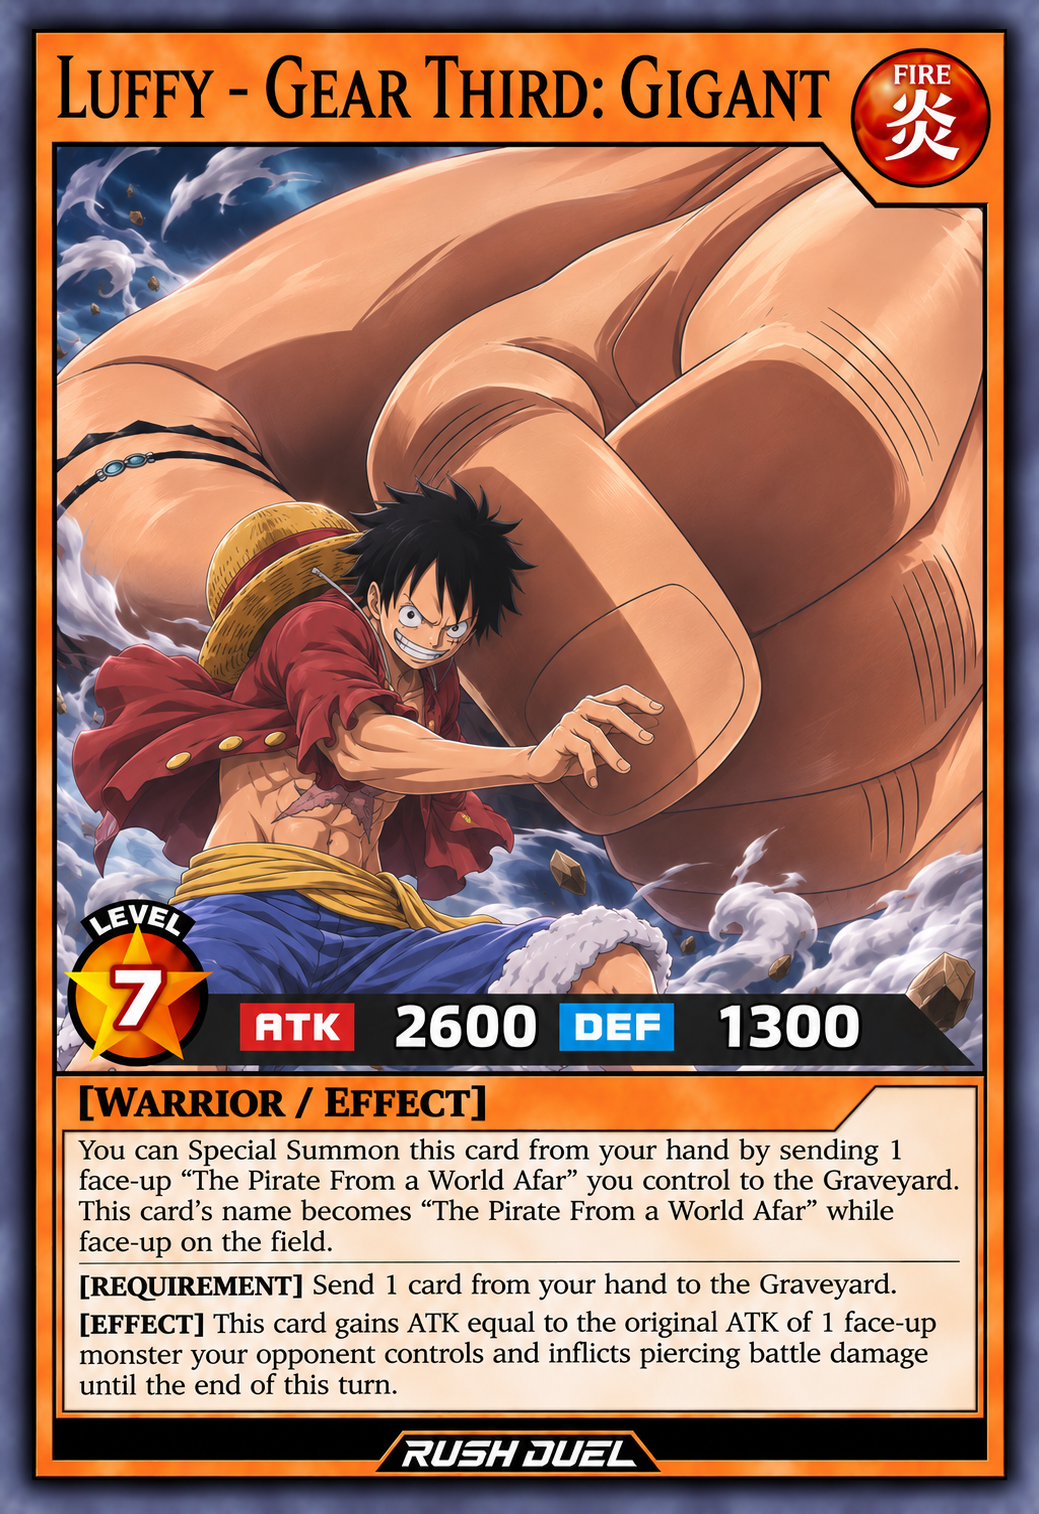 LUFFY - GEAR THIRD: GIGANT
FIRE
炎
LEVEL
7
ATK 2600 DEF 1300
[WARRIOR / EFFECT]
You can Special Summon this card from your hand by sending 1
face-up “The Pirate From a World Afar” you control to the Graveyard.
This card’s name becomes “The Pirate From a World Afar” while
face-up on the field.
[REQUIREMENT] Send 1 card from your hand to the Graveyard.
[EFFECT] This card gains ATK equal to the original ATK of 1 face-up
monster your opponent controls and inflicts piercing battle damage
until the end of this turn.
RUSH DUEL